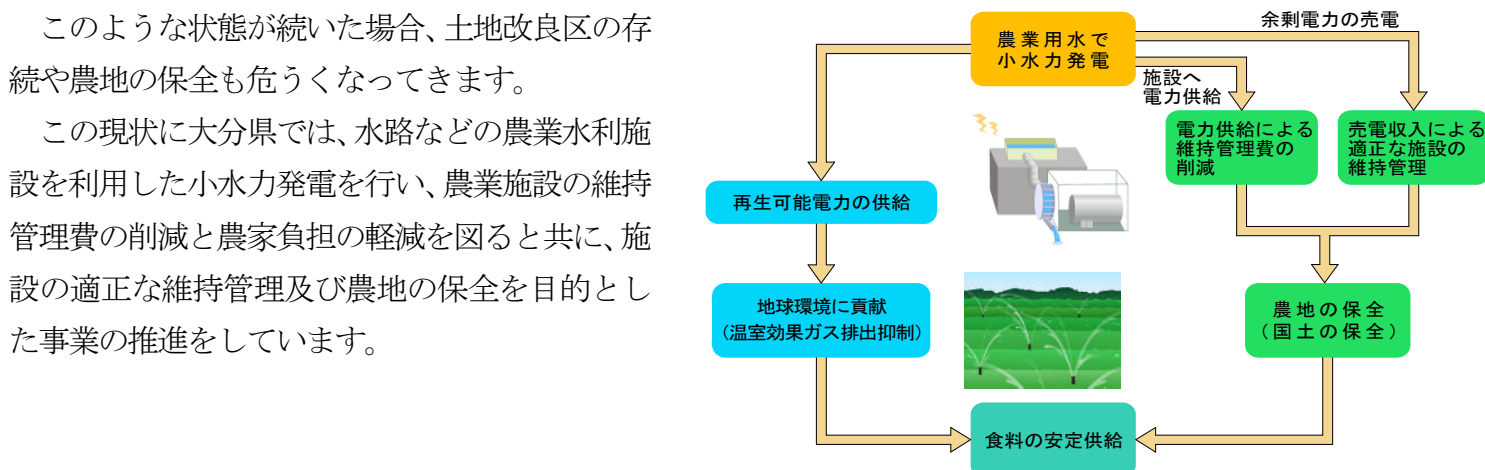 このような状態が続いた場合、土地改良区の存
続や農地の保全も危うくなってきます。
この現状に大分県では、水路などの農業水利施
設を利用した小水力発電を行い、農業施設の維持
管理費の削減と農家負担の軽減を図ると共に、施
設の適正な維持管理及び農地の保全を目的とし
た事業の推進をしています。
農業用水で
小水力発電
余剰電力の売電
施設へ
電力供給
電力供給による
維持管理費の
削減
売電収入による
適正な施設の
維持管理
再生可能電力の供給
地球環境に貢献
（温室効果ガス排出抑制）
農地の保全
（国土の保全）
食料の安定供給